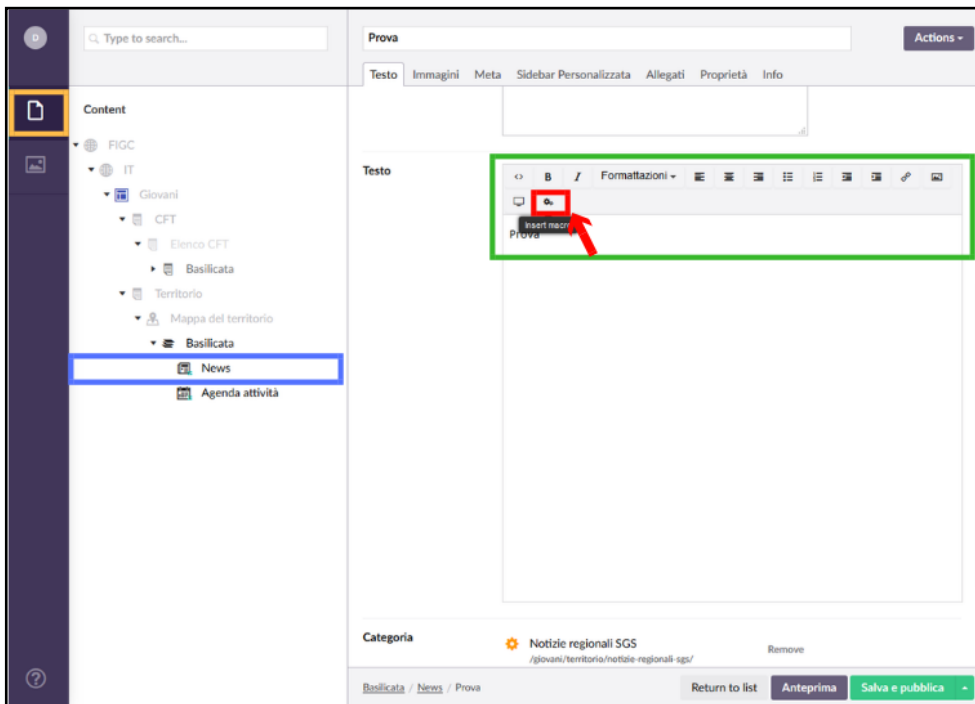 D
Type to search...
Prova
Actions
Testo Immagini Meta Sidebar Personalizzata Allegati Proprietà Info
Content
FIGC
IT
Giovani
CFT
Elenco CFT
Basilicata
Territorio
Mappa del territorio
Basilicata
News
Agenda attività
Testo
B I Formattazioni
Insert macro
Prova
Categoria
Notizie regionali SGS
/giovani/territorio/notizie-regionali-sgs/
Remove
Basilicata / News / Prova
Return to list
Anteprima
Salva e pubblica